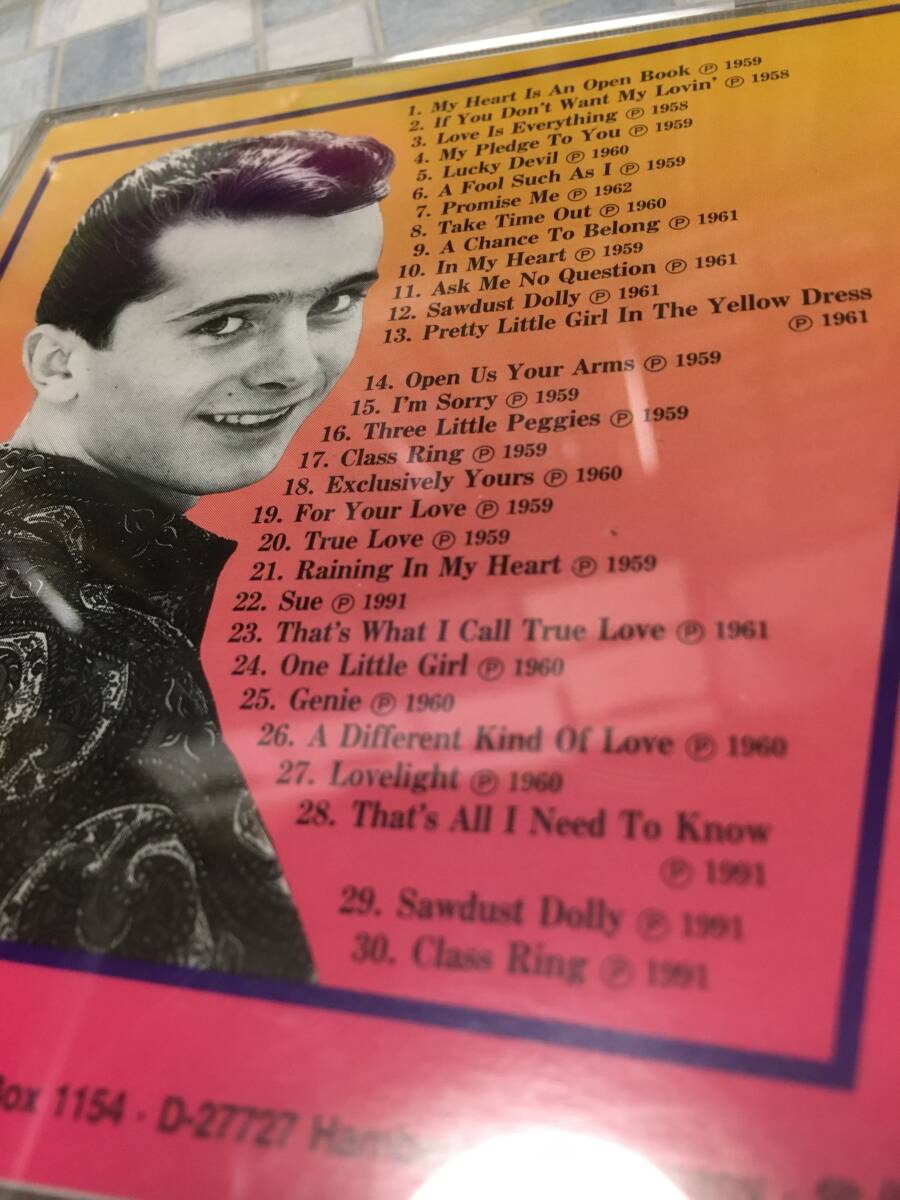 1. My Heart Is An Open Book Ⓟ 1959
2. If You Don't Want My Lovin' Ⓟ 1958
3. Love Is Everything Ⓟ 1958
4. My Pledge To You Ⓟ 1959
5. Lucky Devil Ⓟ 1960
6. A Fool Such As I Ⓟ 1959
7. Promise Me Ⓟ 1962
8. Take Time Out Ⓟ 1960
9. A Chance To Belong Ⓟ 1961
10. In My Heart Ⓟ 1959
11. Ask Me No Question Ⓟ 1961
12. Sawdust Dolly Ⓟ 1961
13. Pretty Little Girl In The Yellow Dress
Ⓟ 1961
14. Open Us Your Arms Ⓟ 1959
15. I'm Sorry Ⓟ 1959
16. Three Little Peggies Ⓟ 1959
17. Class Ring Ⓟ 1959
18. Exclusively Yours Ⓟ 1960
19. For Your Love Ⓟ 1959
20. True Love Ⓟ 1959
21. Raining In My Heart Ⓟ 1959
22. Sue Ⓟ 1991
23. That's What I Call True Love Ⓟ 1961
24. One Little Girl Ⓟ 1960
25. Genie Ⓟ 1960
26. A Different Kind Of Love Ⓟ 1960
27. Lovelight Ⓟ 1960
28. That's All I Need To Know
Ⓟ 1991
29. Sawdust Dolly Ⓟ 1991
30. Class Ring Ⓟ 1991
ox 1154 · D-27727 Hambe